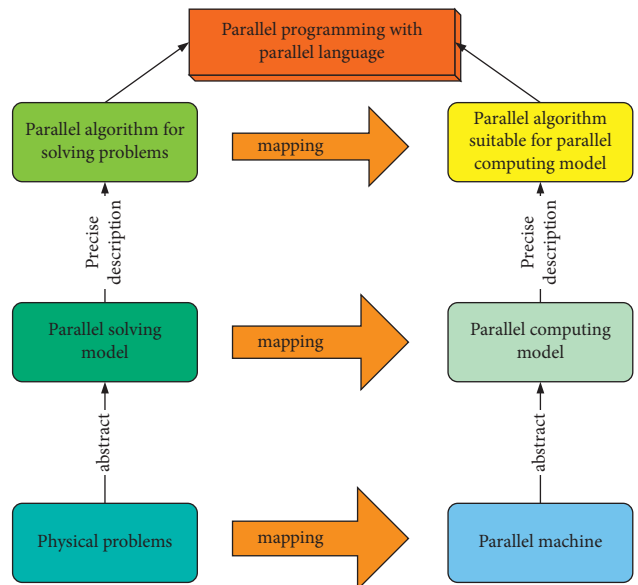 Parallel programming with
parallel language
Parallel algorithm for
solving problems
mapping
Parallel algorithm
suitable for parallel
computing model
Precise
description
Precise
description
Parallel solving
model
mapping
Parallel computing
model
abstract
abstract
Physical problems
mapping
Parallel machine